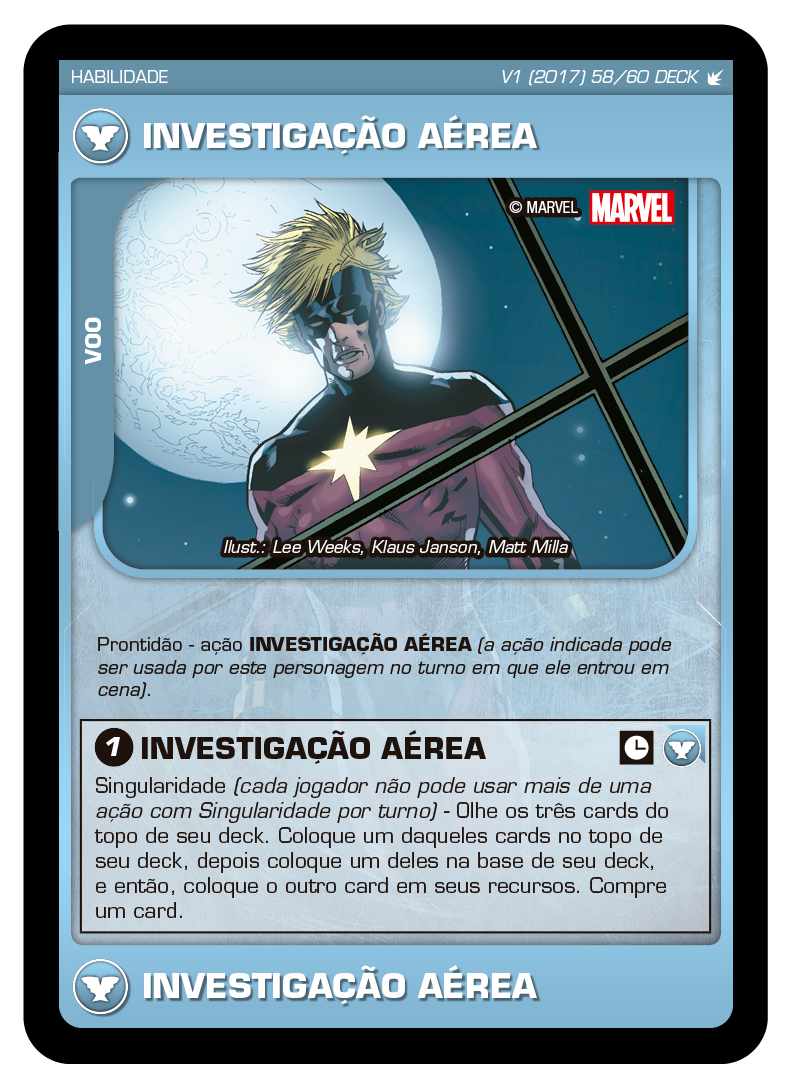 HABILIDADE
V1 (2017) 58/60 DECK
INVESTIGAÇÃO AÉREA
© MARVEL MARVEL
VOO
Ilust.: Lee Weeks, Klaus Janson, Matt Milla
Prontidão - ação INVESTIGAÇÃO AÉREA (a ação indicada pode
ser usada por este personagem no turno em que ele entrou em
cena).
1 INVESTIGAÇÃO AÉREA
Singularidade (cada jogador não pode usar mais de uma
ação com Singularidade por turno) - Olhe os três cards do
topo de seu deck. Coloque um daqueles cards no topo de
seu deck, depois coloque um deles na base de seu deck,
e então, coloque o outro card em seus recursos. Compre
um card.
INVESTIGAÇÃO AÉREA